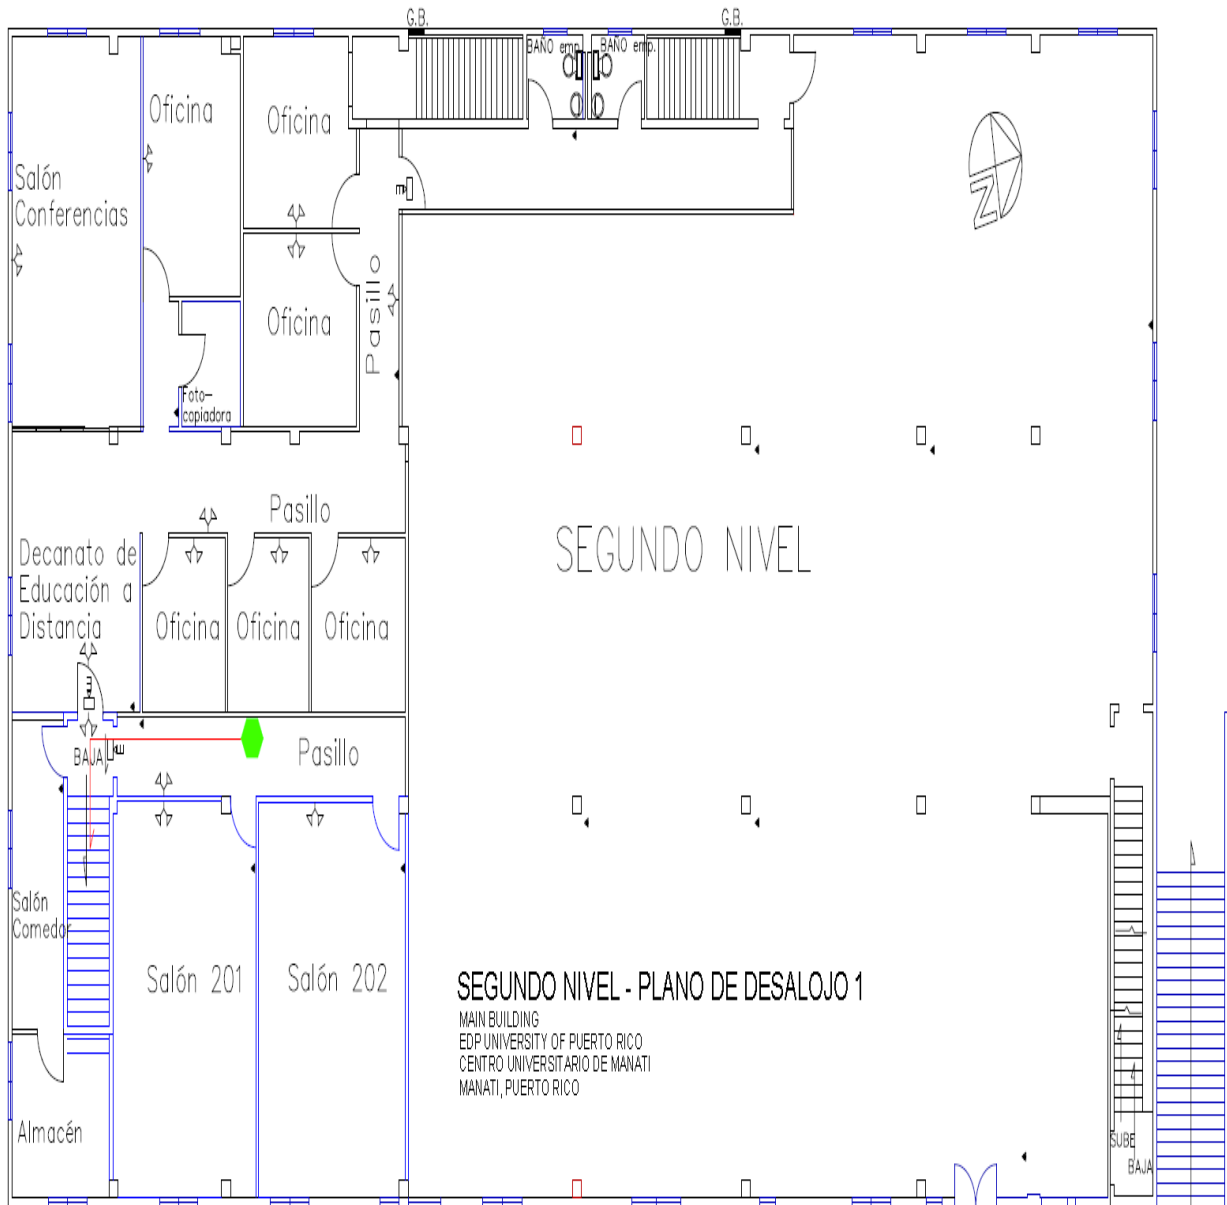 G.B.
G.B.
BAÑO emp.
BAÑO emp.
Oficina
Oficina
Salón
Conferencias
E
Pasillo
Oficina
Foto-
copiadora
N
Pasillo
SEGUNDO NIVEL
Decanato de
Educación a
Distancia
Oficina
Oficina
Oficina
E
BAJA
E
Pasillo
Salón
Comedor
Salón 201
Salón 202
SEGUNDO NIVEL - PLANO DE DESALOJO 1
MAIN BUILDING
EDP UNIVERSITY OF PUERTO RICO
CENTRO UNIVERSITARIO DE MANATI
MANATI, PUERTO RICO
Almacén
SUBE
BAJA